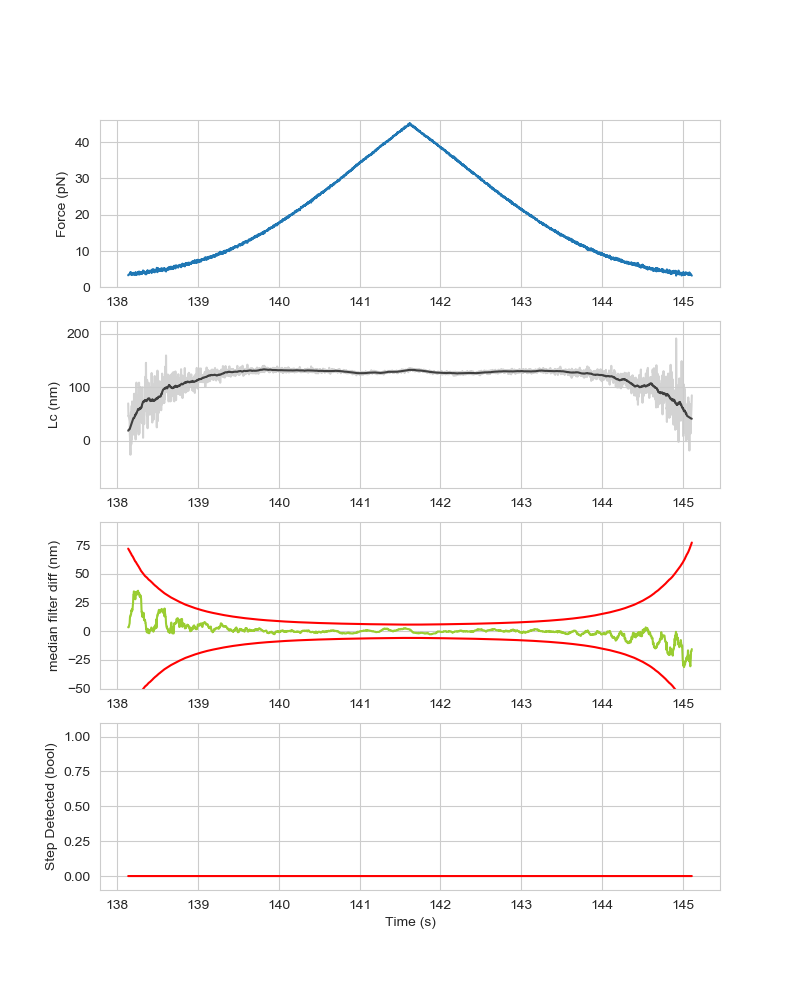 Force (pN)
40
30
20
10
0
138 139 140 141 142 143 144 145
Lc (nm)
200
100
0
138 139 140 141 142 143 144 145
median filter diff (nm)
75
50
25
0
−25
−50
138 139 140 141 142 143 144 145
Step Detected (bool)
1.00
0.75
0.50
0.25
0.00
138 139 140 141 142 143 144 145
Time (s)